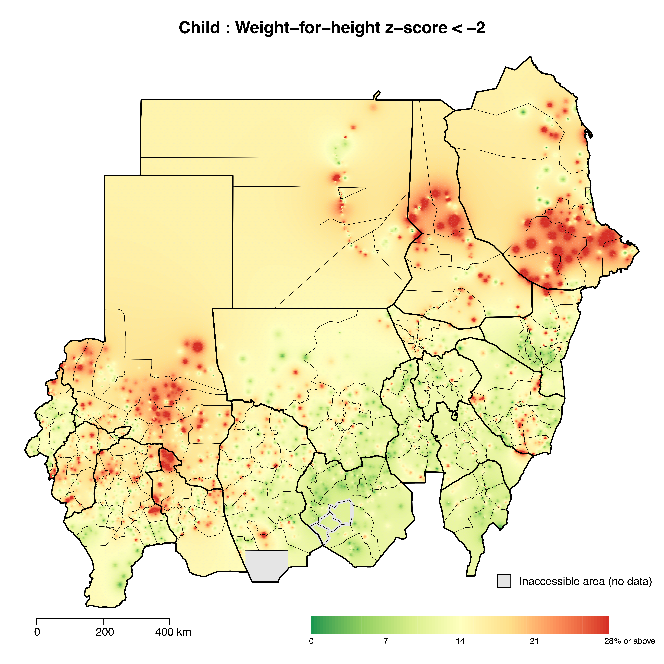 Child : Weight−for−height z−score < −2
Inaccessible area (no data)
0 200 400 km
0 7 14 21 28% or above